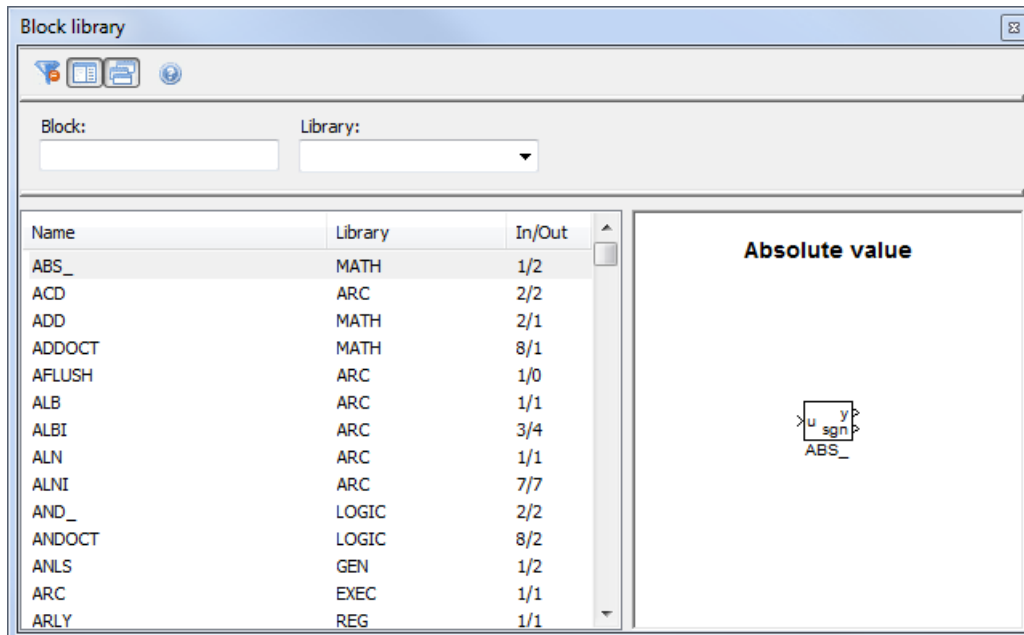 Block library
Block: Library:
Name Library In/Out
ABS_ MATH 1/2
ACD ARC 2/2
ADD MATH 2/1
ADDOCT MATH 8/1
AFLUSH ARC 1/0
ALB ARC 1/1
ALBI ARC 3/4
ALN ARC 1/1
ALNI ARC 7/7
AND_ LOGIC 2/2
ANDOCT LOGIC 8/2
ANLS GEN 1/2
ARC EXEC 1/1
ARLY REG 1/1
Absolute value
u y
sgn
ABS_